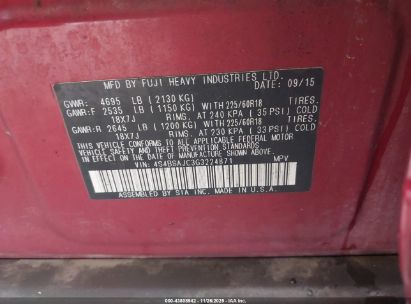 MFD BY FUJI HEAVY INDUSTRIES LTD.
DATE: 09/15
GVWR: 4695 LB (2130 KG)
GAWR:F 2535 LB (1150 KG) WITH 225/60R18 TIRES.
18X7J RIMS, AT 240 KPA (35 PSI) COLD
GAWR:R 2645 LB (1200 KG) WITH 225/60R18 TIRES.
18X7J RIMS, AT 230 KPA (33 PSI) COLD
THIS VEHICLE CONFORMS TO ALL APPLICABLE FEDERAL MOTOR
VEHICLE SAFETY AND THEFT PREVENTION STANDARDS IN EFFECT ON THE
DATE OF MANUFACTURE SHOWN ABOVE.
VIN: 4S4BSAJC3G3224871 MPV
ASSEMBLED BY SIA INC. MADE IN U.S.A.